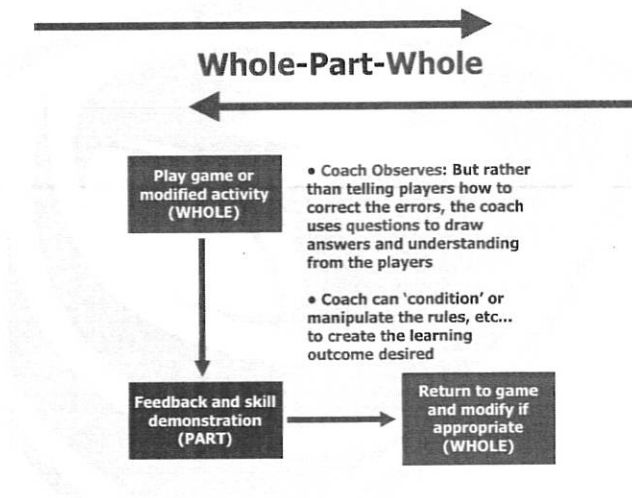 Whole-Part-Whole
Play game or
modified activity
(WHOLE)
• Coach Observes: But rather
than telling players how to
correct the errors, the coach
uses questions to draw
answers and understanding
from the players
• Coach can ‘condition’ or
manipulate the rules, etc...
to create the learning
outcome desired
Feedback and skill
demonstration
(PART)
Return to game
and modify if
appropriate
(WHOLE)